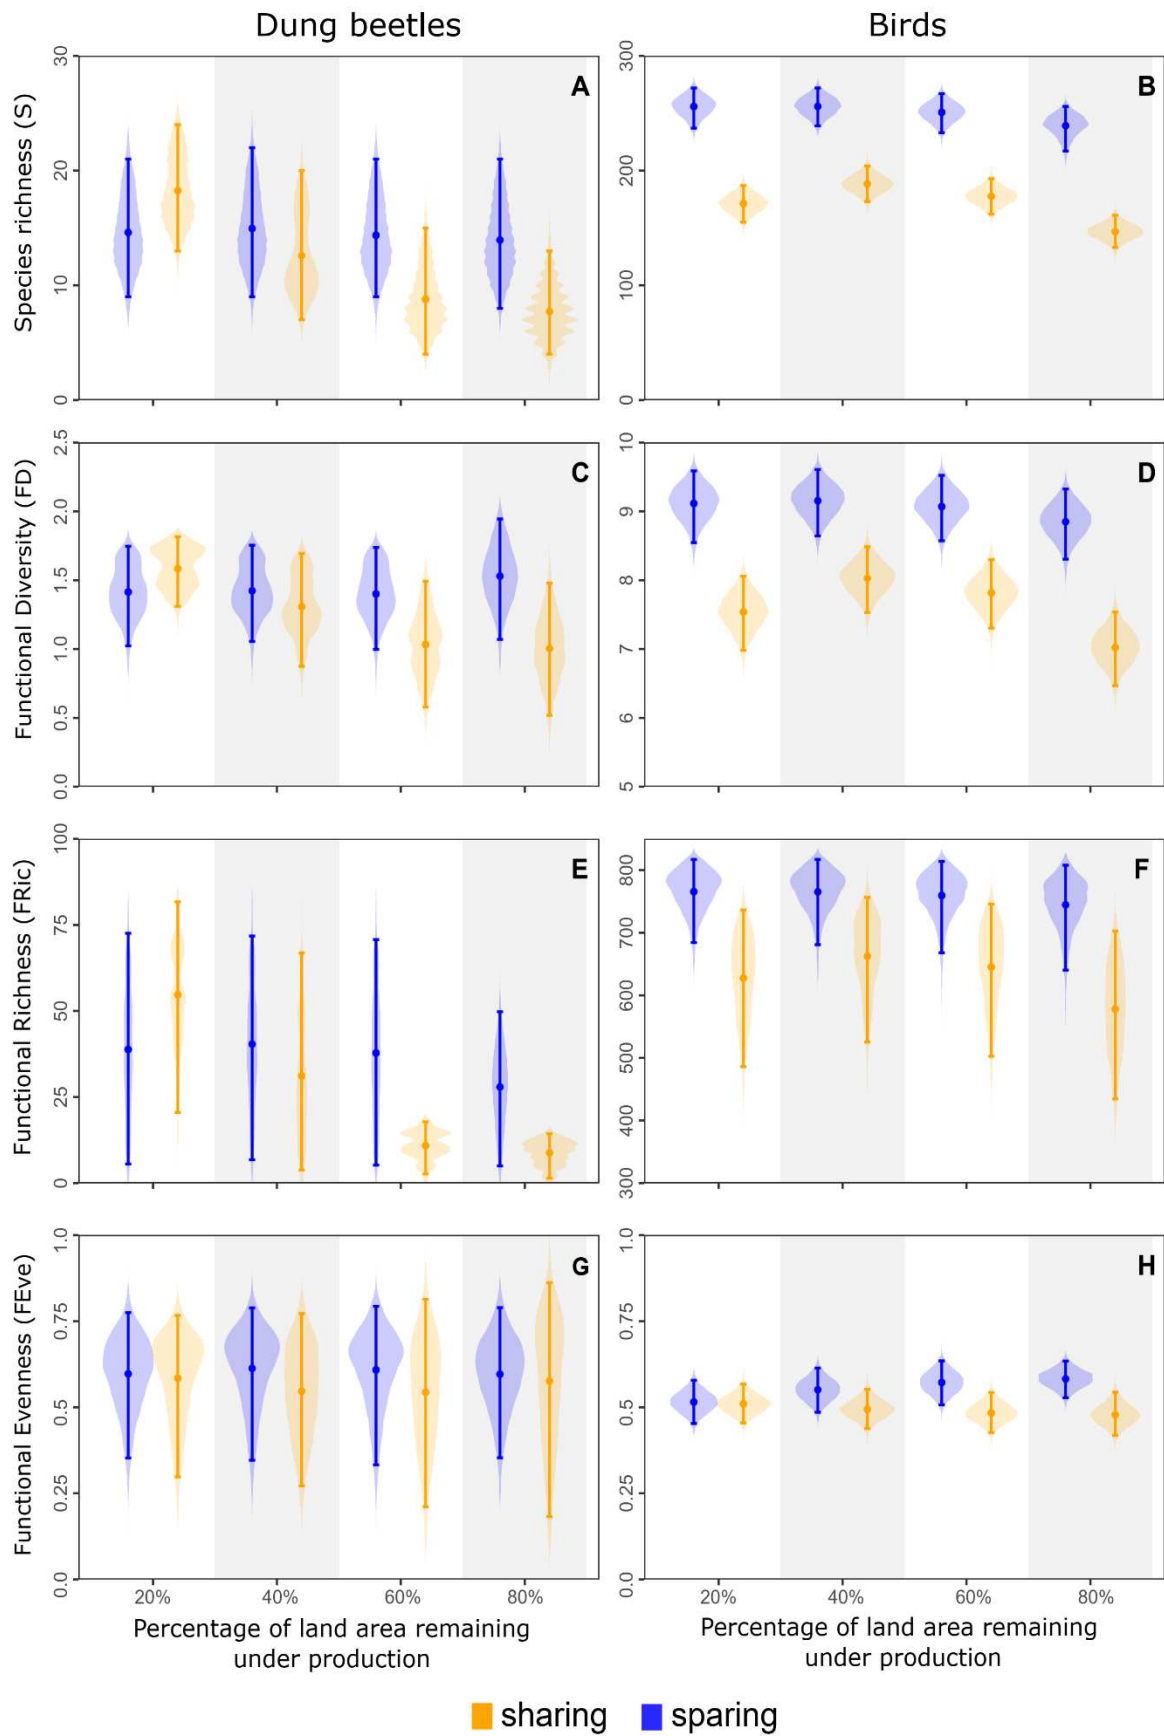 Dung beetles
Birds
Species richness (S)
30
20
10
0
A
300
200
100
0
B
Functional Diversity (FD)
2.5
2.0
1.5
1.0
0.5
0.0
C
10
9
8
7
6
5
D
Functional Richness (FRic)
100
75
50
25
0
E
800
700
600
500
400
300
F
Functional Evenness (FEve)
1.0
0.75
0.5
0.25
0.0
G
1.0
0.75
0.5
0.25
0.0
H
20% 40% 60% 80%
20% 40% 60% 80%
Percentage of land area remaining
under production
Percentage of land area remaining
under production
sharing sparing